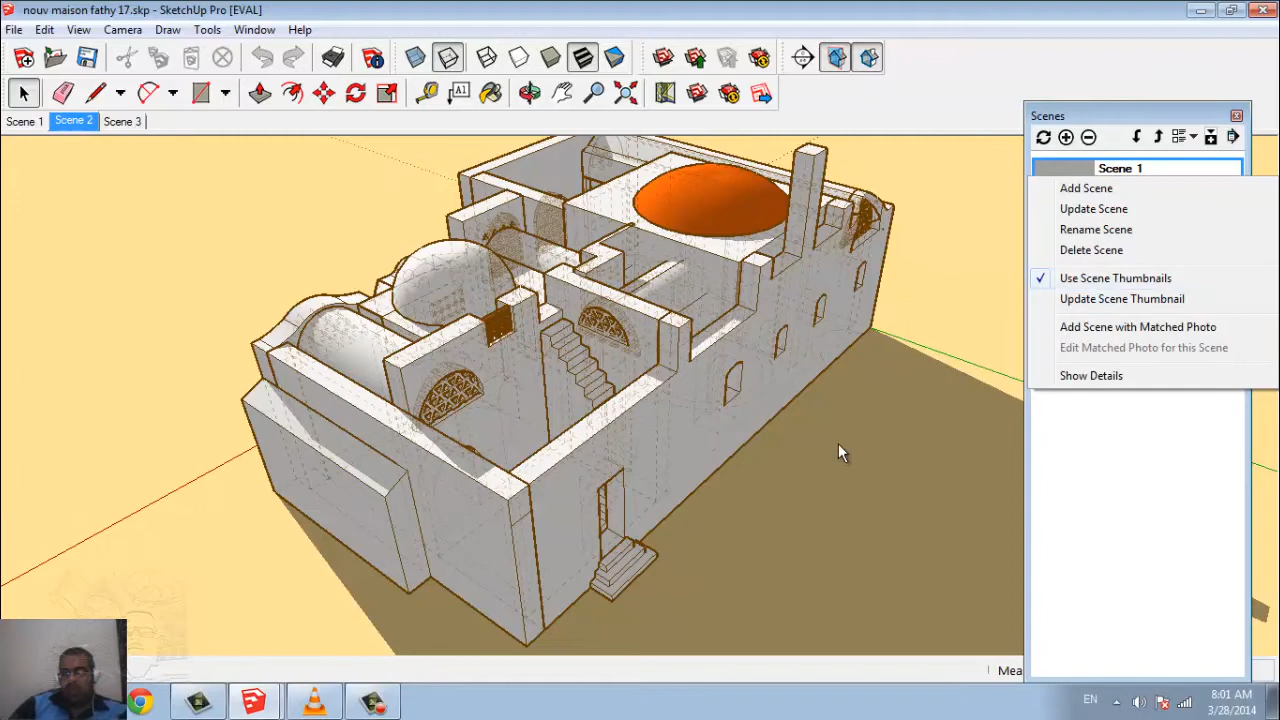 nouv maison fathy 17.skp - SketchUp Pro [EVAL]
File Edit View Camera Draw Tools Window Help
A1
Scene 1 Scene 2 Scene 3
Scenes
Scene 1
Add Scene
Update Scene
Rename Scene
Delete Scene
Use Scene Thumbnails
Update Scene Thumbnail
Add Scene with Matched Photo
Edit Matched Photo for this Scene
Show Details
Mea
EN
8:01 AM
3/28/2014